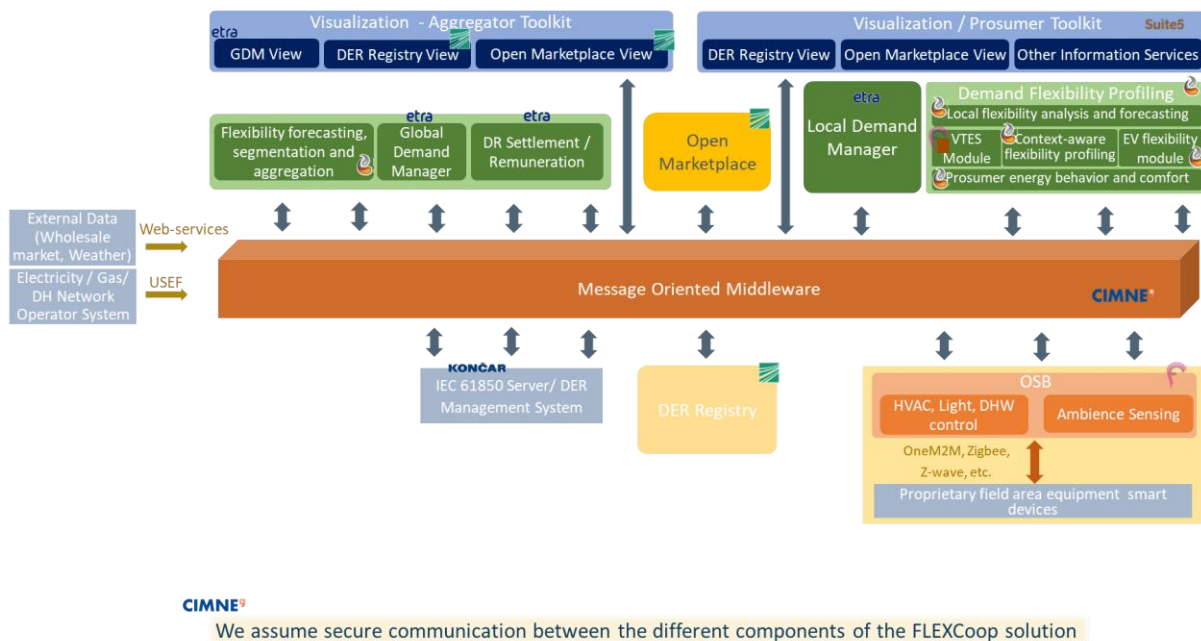 Visualization - Aggregator Toolkit
etra
GDM View
DER Registry View
Open Marketplace View
Visualization / Prosumer Toolkit
Suite5
DER Registry View
Open Marketplace View
Other Information Services
etra
etra
Flexibility forecasting,
segmentation and
aggregation
Global
Demand
Manager
DR Settlement /
Remuneration
Open
Marketplace
etra
Local Demand
Manager
Demand Flexibility Profiling
Local flexibility analysis and forecasting
VTES
Module
Context-aware
flexibility profiling
EV flexibility
module
Prosumer energy behavior and comfort
External Data
(Wholesale
market, Weather)
Web-services
Electricity / Gas/
DH Network
Operator System
USEF
Message Oriented Middleware
CIMNE
KONČAR
IEC 61850 Server/ DER
Management System
DER Registry
OSB
HVAC, Light, DHW
control
Ambience Sensing
OneM2M, Zigbee,
Z-wave, etc.
Proprietary field area equipment smart
devices
CIMNE
We assume secure communication between the different components of the FLEXCoop solution